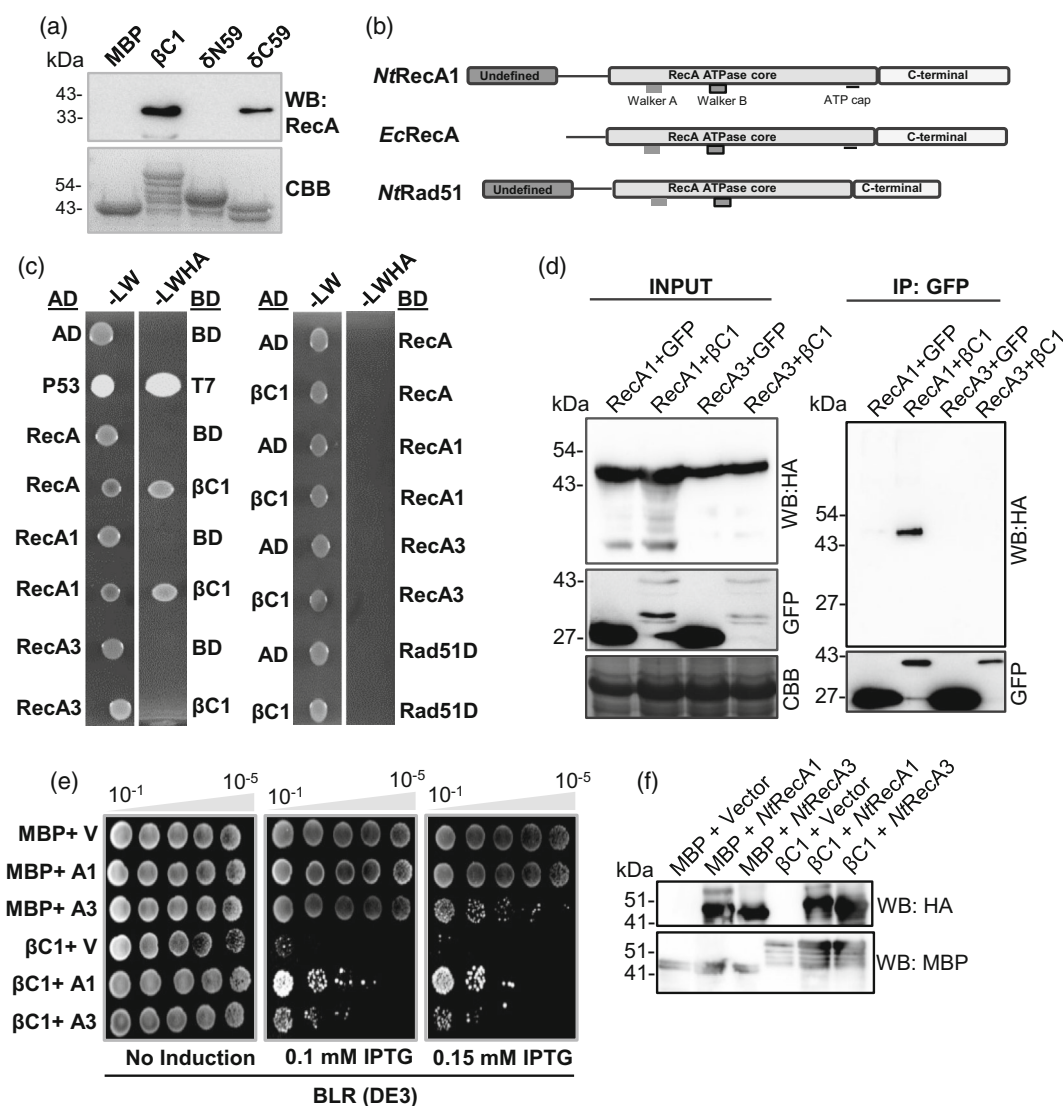 (a)
MBP
βC1
δN59
δC59
kDa
43-
33-
WB:
RecA
54-
43-
CBB
(b)
NtRecA1
Undefined
RecA ATPase core
C-terminal
Walker A
Walker B
ATP cap
EcRecA
RecA ATPase core
C-terminal
NtRad51
Undefined
RecA ATPase core
C-terminal
(c)
-LW
-LWHA
AD
BD
AD
BD
P53
T7
RecA
BD
RecA
βC1
RecA1
BD
RecA1
βC1
RecA3
BD
RecA3
βC1
-LW
-LWHA
AD
BD
AD
RecA
βC1
RecA
AD
RecA1
βC1
RecA1
AD
RecA3
βC1
RecA3
AD
Rad51D
βC1
Rad51D
(d)
INPUT
RecA1+GFP
RecA1+βC1
RecA3+GFP
RecA3+βC1
kDa
54-
43-
WB:HA
43-
27-
GFP
CBB
IP: GFP
RecA1+GFP
RecA1+βC1
RecA3+GFP
RecA3+βC1
kDa
54-
43-
27-
WB:HA
43-
27-
GFP
(e)
10-1
10-5
10-1
10-5
10-1
10-5
MBP+ V
MBP+ A1
MBP+ A3
βC1+ V
βC1+ A1
βC1+ A3
No Induction
0.1 mM IPTG
0.15 mM IPTG
BLR (DE3)
(f)
MBP + Vector
MBP + NtRecA1
MBP + NtRecA3
βC1 + Vector
βC1 + NtRecA1
βC1 + NtRecA3
kDa
51-
41-
WB: HA
51-
41-
WB: MBP